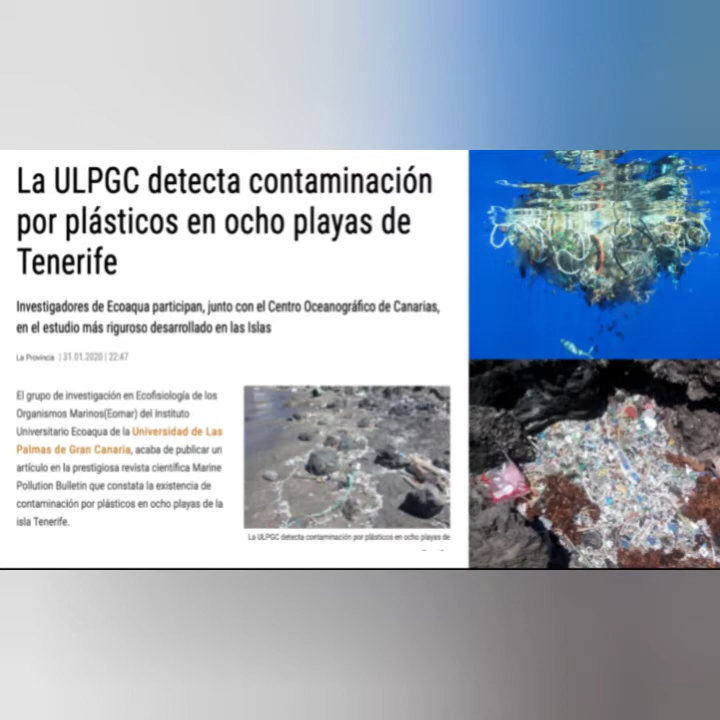 La ULPGC detecta contaminación
por plásticos en ocho playas de
Tenerife
Investigadores de Ecoaqua participan, junto con el Centro Oceanográfico de Canarias,
en el estudio más riguroso desarrollado en las Islas
La Provincia | 31.01.2020 | 22:47
El grupo de investigación en Ecofisiología de los
Organismos Marinos(Eomar) del Instituto
Universitario Ecoaqua de la Universidad de Las
Palmas de Gran Canaria, acaba de publicar un
artículo en la prestigiosa revista científica Marine
Pollution Bulletin que constata la existencia de
contaminación por plásticos en ocho playas de la
isla Tenerife.
La ULPGC detecta contaminación por plásticos en ocho playas de